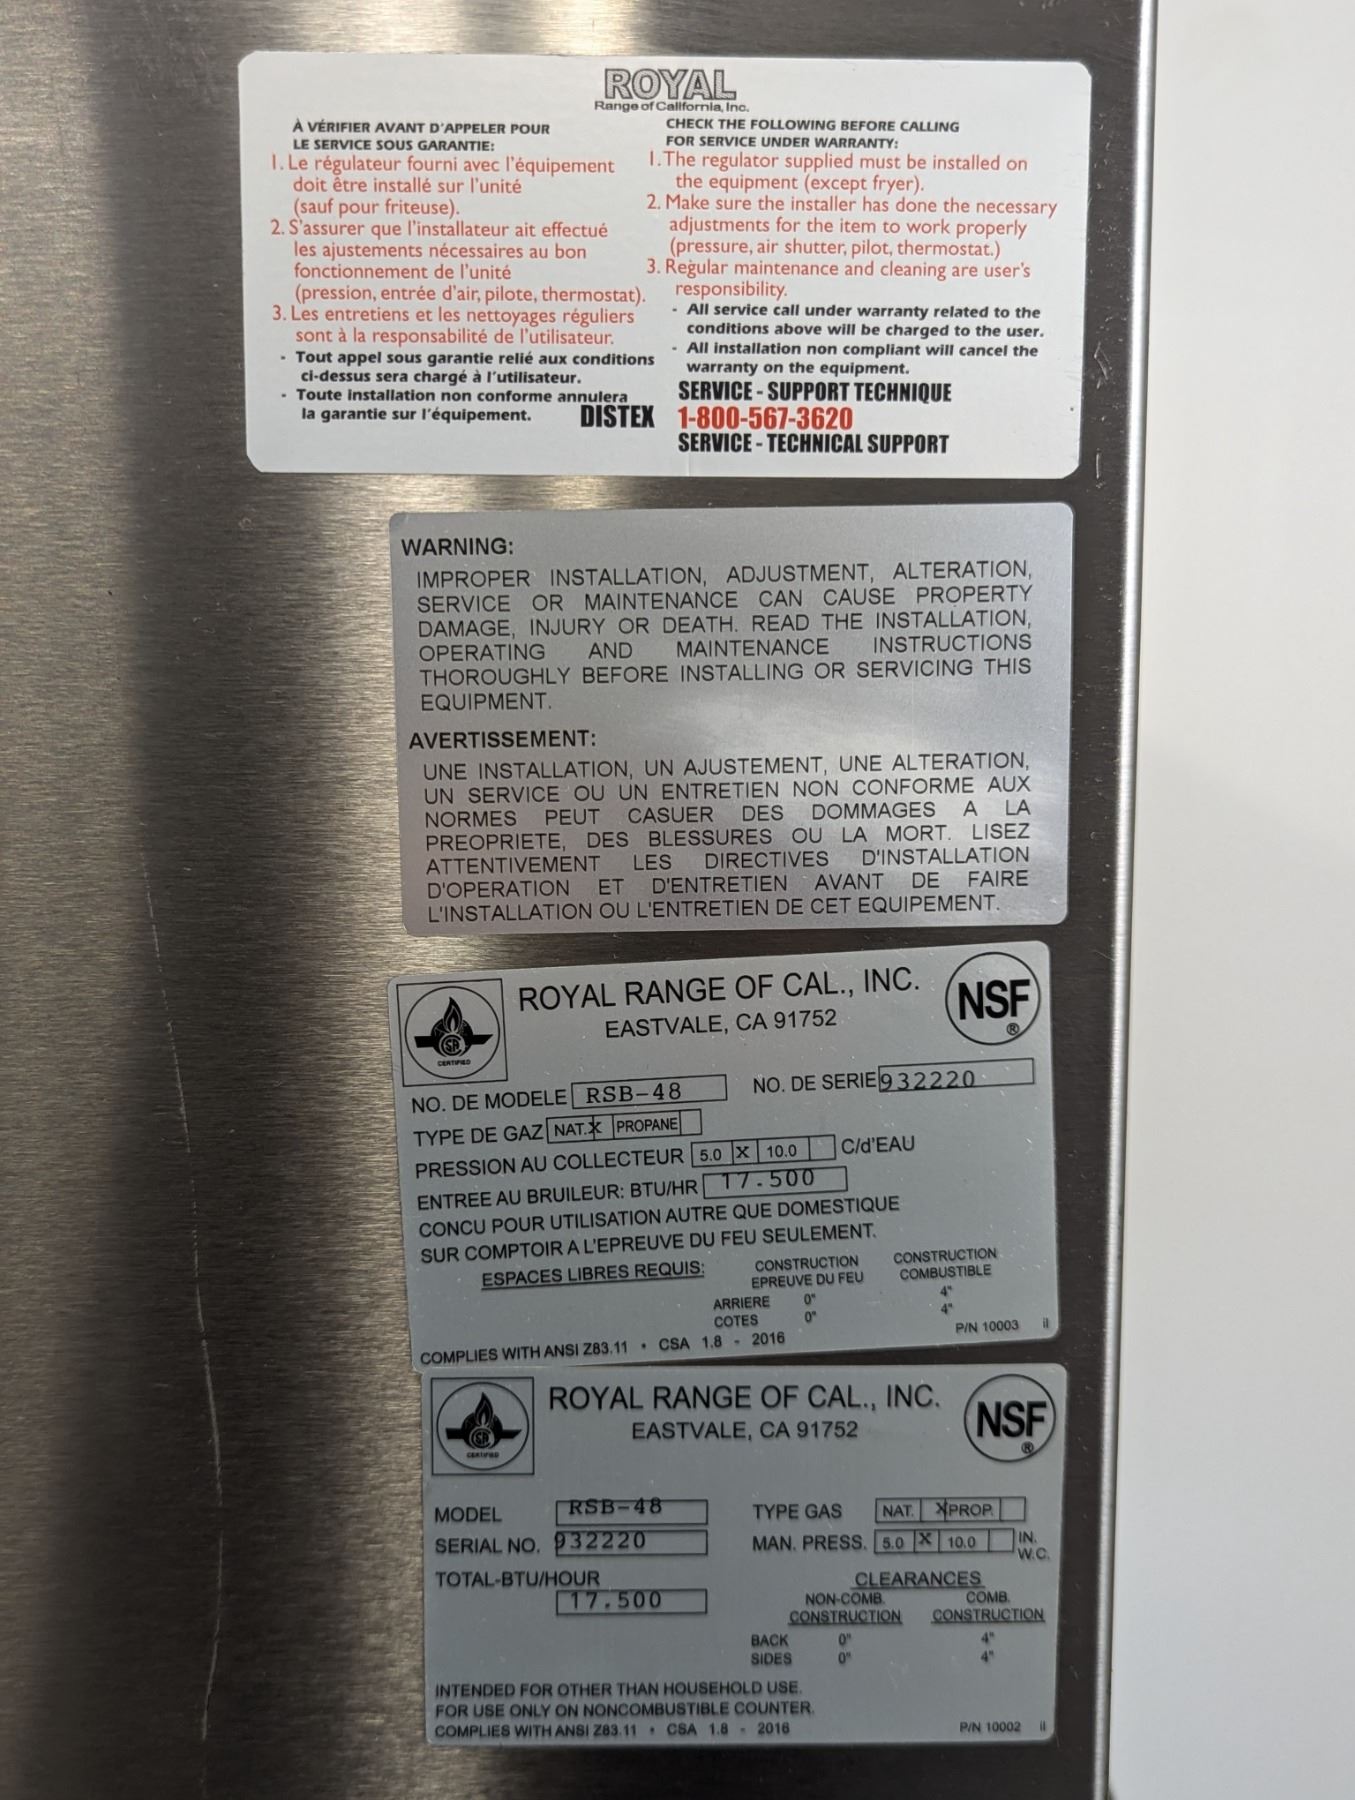 ROYAL
Range of California, Inc.
À VÉRIFIER AVANT D'APPELER POUR
LE SERVICE SOUS GARANTIE:
1. Le régulateur fourni avec l'équipement
doit être installé sur l'unité
(sauf pour friteuse).
2. S'assurer que l'installateur ait effectué
les ajustements nécessaires au bon
fonctionnement de l'unité
(pression, entrée d'air, pilote, thermostat).
3. Les entretiens et les nettoyages réguliers
sont à la responsabilité de l'utilisateur.
- Tout appel sous garantie relié aux conditions
ci-dessus sera chargé à l'utilisateur.
- Toute installation non conforme annulera
la garantie sur l'équipement.
CHECK THE FOLLOWING BEFORE CALLING
FOR SERVICE UNDER WARRANTY:
1. The regulator supplied must be installed on
the equipment (except fryer).
2. Make sure the installer has done the necessary
adjustments for the item to work properly
(pressure, air shutter, pilot, thermostat.)
3. Regular maintenance and cleaning are user's
responsibility.
- All service call under warranty related to the
conditions above will be charged to the user.
- All installation non compliant will cancel the
warranty on the equipment.
SERVICE - SUPPORT TECHNIQUE
DISTEX 1-800-567-3620
SERVICE - TECHNICAL SUPPORT
WARNING:
IMPROPER INSTALLATION, ADJUSTMENT, ALTERATION,
SERVICE OR MAINTENANCE CAN CAUSE PROPERTY
DAMAGE, INJURY OR DEATH. READ THE INSTALLATION,
OPERATING AND MAINTENANCE INSTRUCTIONS
THOROUGHLY BEFORE INSTALLING OR SERVICING THIS
EQUIPMENT.
AVERTISSEMENT:
UNE INSTALLATION, UN AJUSTEMENT, UNE ALTERATION,
UN SERVICE OU UN ENTRETIEN NON CONFORME AUX
NORMES PEUT CASUER DES DOMMAGES A LA
PREOPRIETE, DES BLESSURES OU LA MORT. LISEZ
ATTENTIVEMENT LES DIRECTIVES D'INSTALLATION
D'OPERATION ET D'ENTRETIEN AVANT DE FAIRE
L'INSTALLATION OU L'ENTRETIEN DE CET EQUIPEMENT.
ROYAL RANGE OF CAL., INC.
EASTVALE, CA 91752
CERTIFIED
NSF®
NO. DE MODELE RSB-48 NO. DE SERIE 932220
TYPE DE GAZ NAT. X PROPANE
PRESSION AU COLLECTEUR 5.0 X 10.0 C/d'EAU
ENTREE AU BRUILEUR: BTU/HR 17.500
CONCU POUR UTILISATION AUTRE QUE DOMESTIQUE
SUR COMPTOIR A L'EPREUVE DU FEU SEULEMENT.
ESPACES LIBRES REQUIS: CONSTRUCTION EPREUVE DU FEU CONSTRUCTION COMBUSTIBLE
ARRIERE 0" 4"
COTES 0" 4"
P/N 10003 il
COMPLIES WITH ANSI Z83.11 • CSA 1.8 - 2016
ROYAL RANGE OF CAL., INC.
EASTVALE, CA 91752
CERTIFIED
NSF®
MODEL RSB-48 TYPE GAS NAT. X PROP.
SERIAL NO. 932220 MAN. PRESS. 5.0 X 10.0 IN. W.C.
TOTAL-BTU/HOUR 17.500
CLEARANCES
NON-COMB. CONSTRUCTION COMB. CONSTRUCTION
BACK 0" 4"
SIDES 0" 4"
INTENDED FOR OTHER THAN HOUSEHOLD USE.
FOR USE ONLY ON NONCOMBUSTIBLE COUNTER.
COMPLIES WITH ANSI Z83.11 • CSA 1.8 - 2016 P/N 10002 il